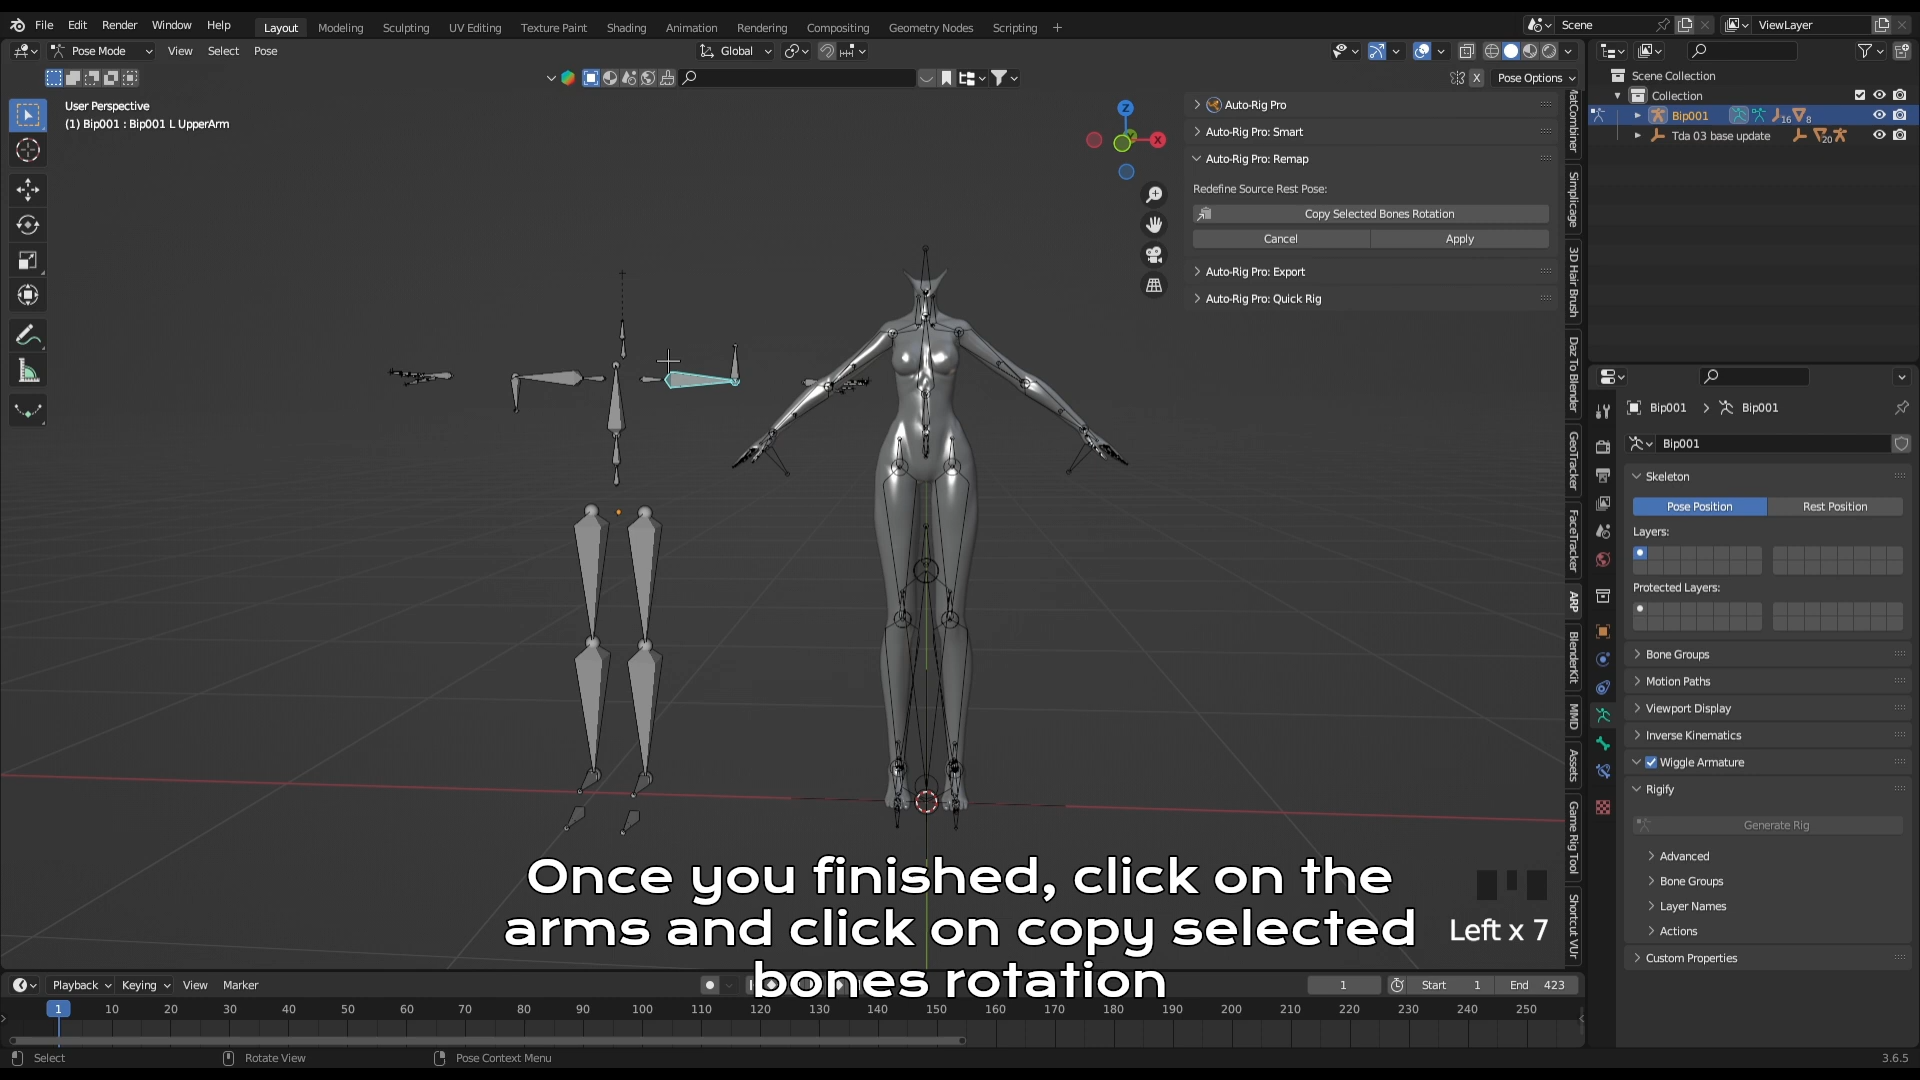 File Edit Render Window Help
Layout Modeling Sculpting UV Editing Texture Paint Shading Animation Rendering Compositing Geometry Nodes Scripting +
Scene
ViewLayer
Pose Mode View Select Pose
Global
X Pose Options
User Perspective
(1) Bip001 : Bip001 L UpperArm
Z
X
Auto-Rig Pro
Auto-Rig Pro: Smart
Auto-Rig Pro: Remap
Redefine Source Rest Pose:
Copy Selected Bones Rotation
Cancel Apply
Auto-Rig Pro: Export
Auto-Rig Pro: Quick Rig
MatCombiner
Simplicage
3D Hair Brush
Daz To Blender
GeoTracker
FaceTracker
ARP
BlenderKit
MMD
Assets
Game Rig Tool
Shortcut VUr
Scene Collection
Collection
Bip001 16 8
Tda 03 base update 20
Bip001 > Bip001
Bip001
Skeleton
Pose Position Rest Position
Layers:
Protected Layers:
Bone Groups
Motion Paths
Viewport Display
Inverse Kinematics
Wiggle Armature
Rigify
Generate Rig
Advanced
Bone Groups
Layer Names
Actions
Custom Properties
Once you finished, click on the
arms and click on copy selected
bones rotation
Left x 7
Playback Keying View Marker
1 Start 1 End 423
1 10 20 30 40 50 60 70 80 90 100 110 120 130 140 150 160 170 180 190 200 210 220 230 240 250
Select Rotate View Pose Context Menu
3.6.5